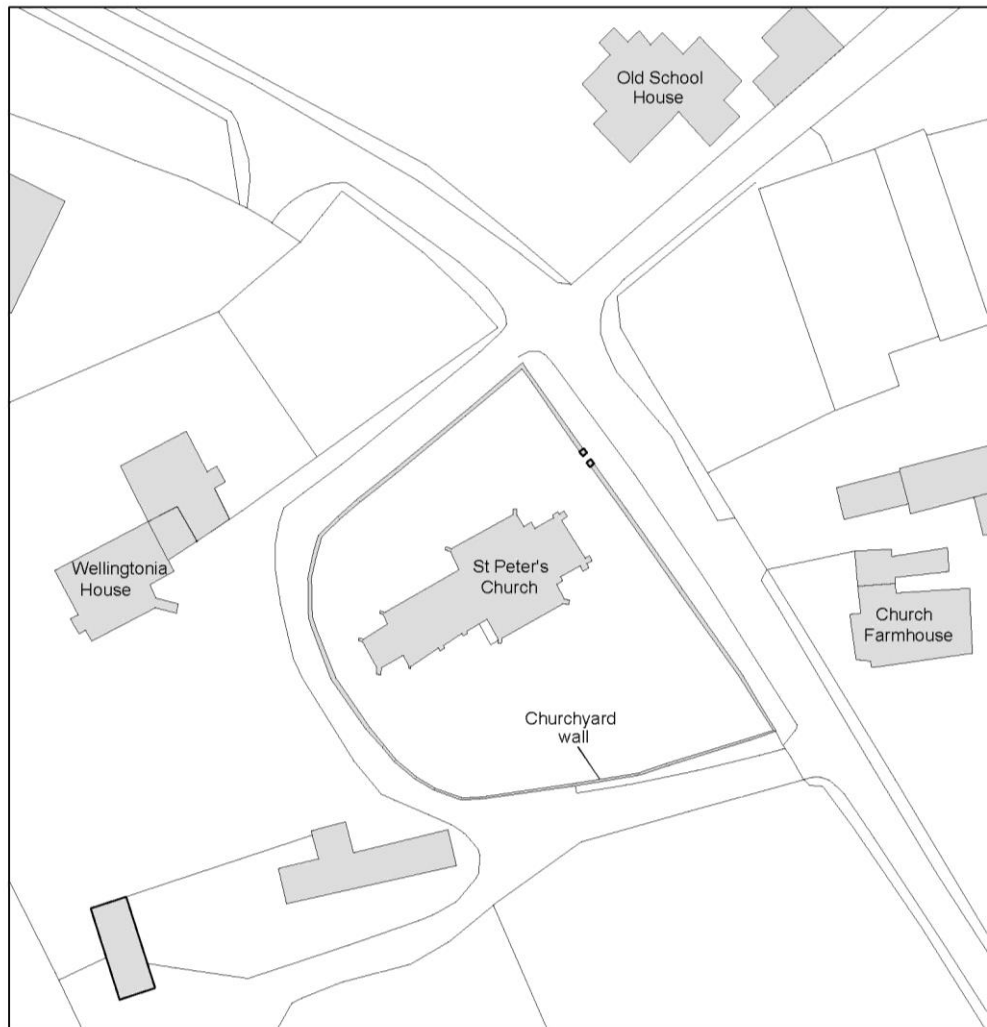 Old School
House
St Peter's
Church
Wellingtonia
House
Church
Farmhouse
Churchyard
wall